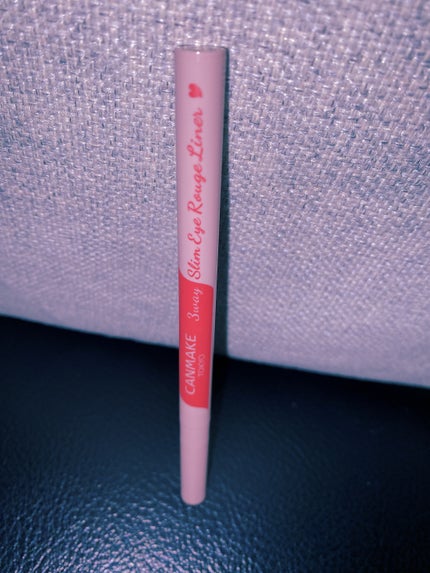 CANMAKE
TOKYO
3way Slim Eye Rouge Liner